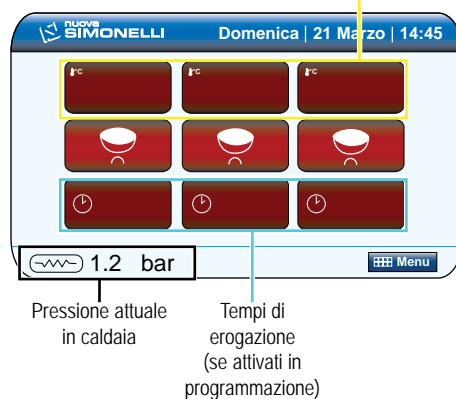 nuova
SIMONELLI
Domenica | 21 Marzo | 14:45
°C °C °C
1.2 bar
Menu
Pressione attuale
in caldaia
Tempi di
erogazione
(se attivati in
programmazione)